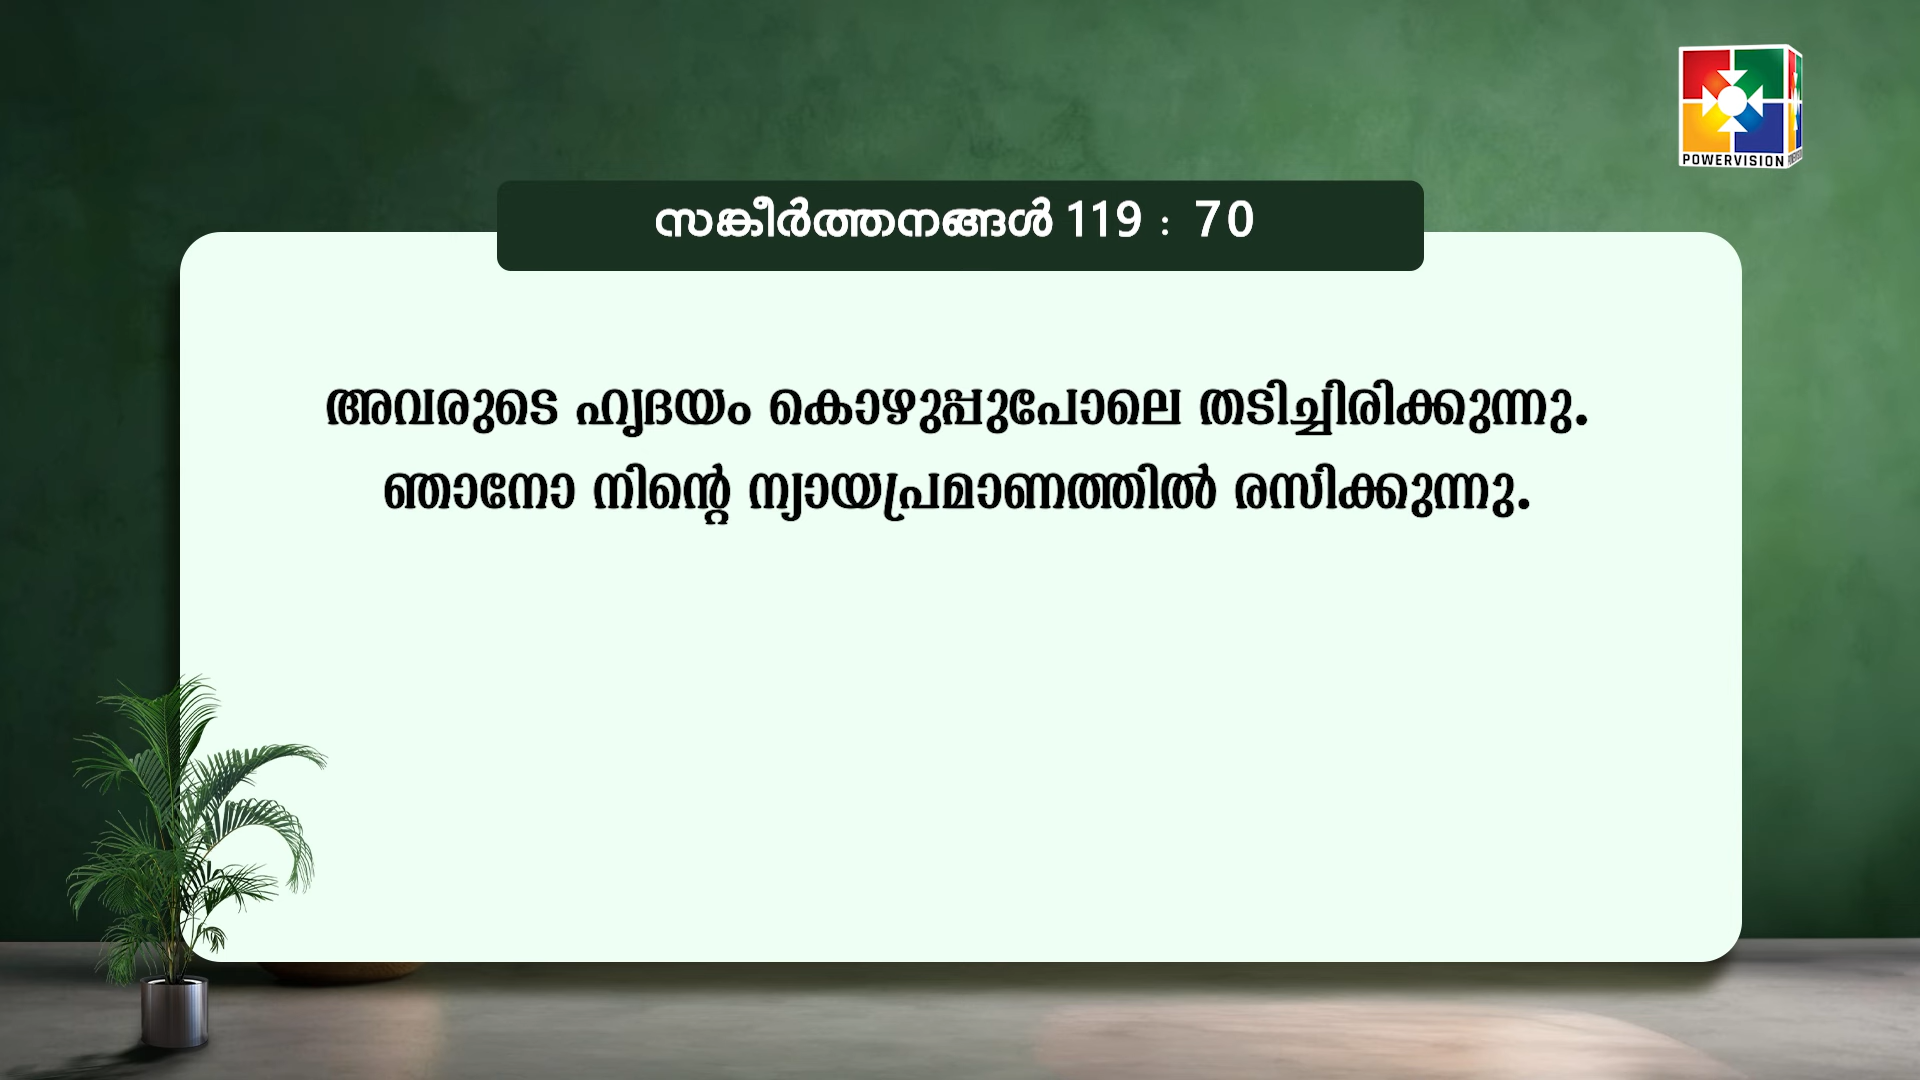 POWERVISION
സങ്കീർത്തനങ്ങൾ 119 : 70
അവരുടെ ഹൃദയം കൊഴുപ്പുപോലെ തടിച്ചിരിക്കുന്നു.
ഞാനോ നിന്റെ ന്യായപ്രമാണത്തിൽ രസിക്കുന്നു.